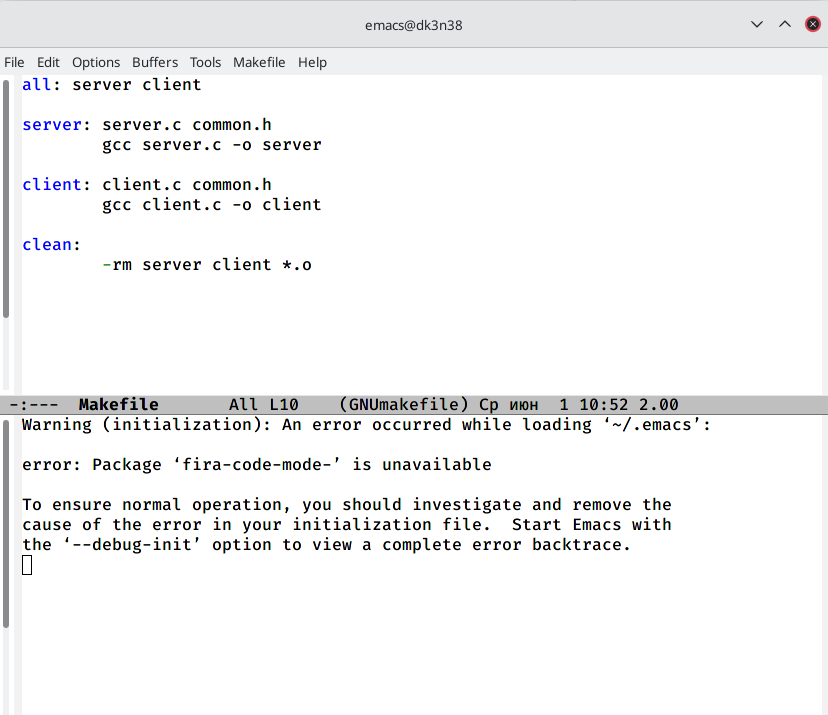 emacs@dk3n38
File Edit Options Buffers Tools Makefile Help
all: server client
server: server.c common.h
gcc server.c -o server
client: client.c common.h
gcc client.c -o client
clean:
-rm server client *.o
-:--- Makefile All L10 (GNUmakefile) Ср июн 1 10:52 2.00
Warning (initialization): An error occurred while loading ‘~/.emacs’:
error: Package ‘fira-code-mode-’ is unavailable
To ensure normal operation, you should investigate and remove the
cause of the error in your initialization file. Start Emacs with
the ‘--debug-init’ option to view a complete error backtrace.